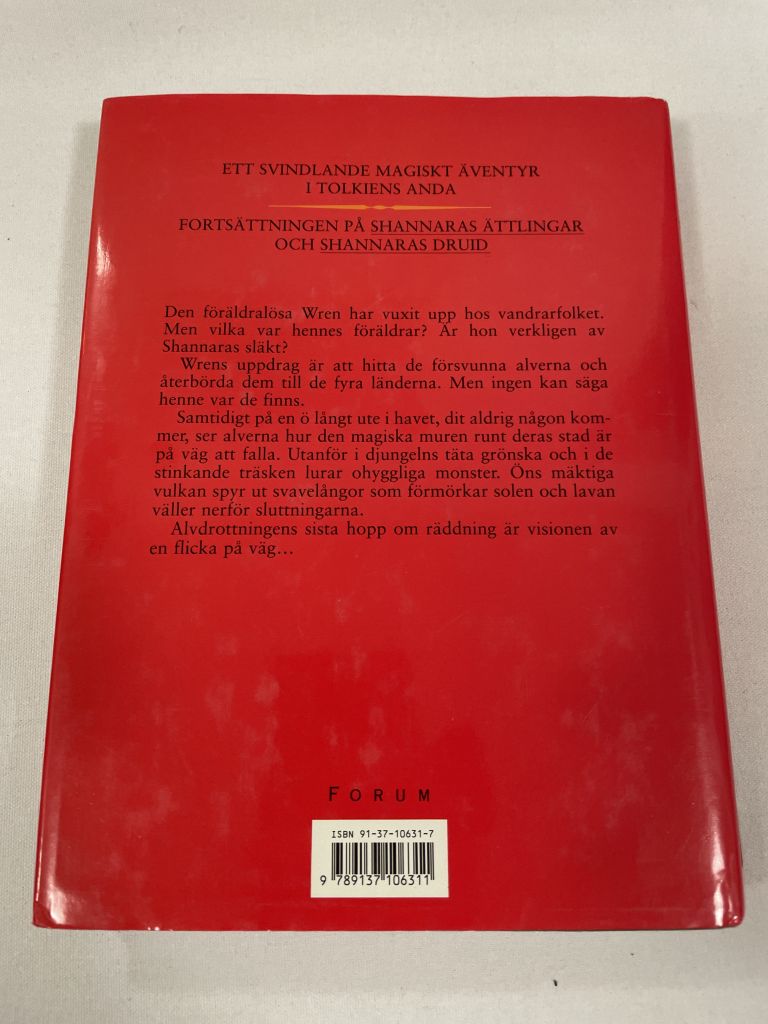 ETT SVINDLANDE MAGISKT ÄVENTYR
I TOLKIENS ANDA
FORTSÄTTNINGEN PÅ SHANNARAS ÄTTLINGAR
OCH SHANNARAS DRUID
Den föräldralösa Wren har vuxit upp hos vandrarfolket.
Men vilka var hennes föräldrar? Är hon verkligen av
Shannaras släkt?
Wrens uppdrag är att hitta de försvunna alverna och
återbörda dem till de fyra länderna. Men ingen kan säga
henne var de finns.
Samtidigt på en ö långt ute i havet, dit aldrig någon kom-
mer, ser alverna hur den magiska muren runt deras stad är
på väg att falla. Utanför i djungelns täta grönska och i de
stinkande träsken lurar ohyggliga monster. Öns mäktiga
vulkan spyr ut svavelångor som förmörkar solen och lavan
väller nerför sluttningarna.
Alvdrottningens sista hopp om räddning är visionen av
en flicka på väg...
FORUM
ISBN 91-37-10631-7
9 789137 106311